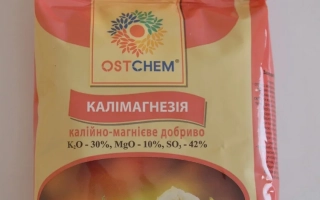 OSTCHEM®
КАЛІМАГНЕЗІЯ
калійно-магнієве добриво
K₂O - 30%, MgO - 10%, SO₃ - 42%